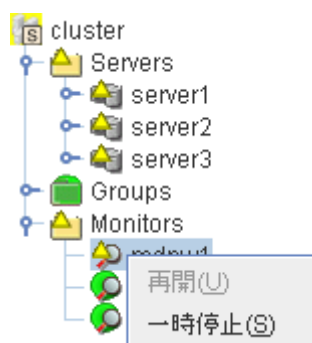 cluster
Servers
server1
server2
server3
Groups
Monitors
再開(U)
一時停止(S)